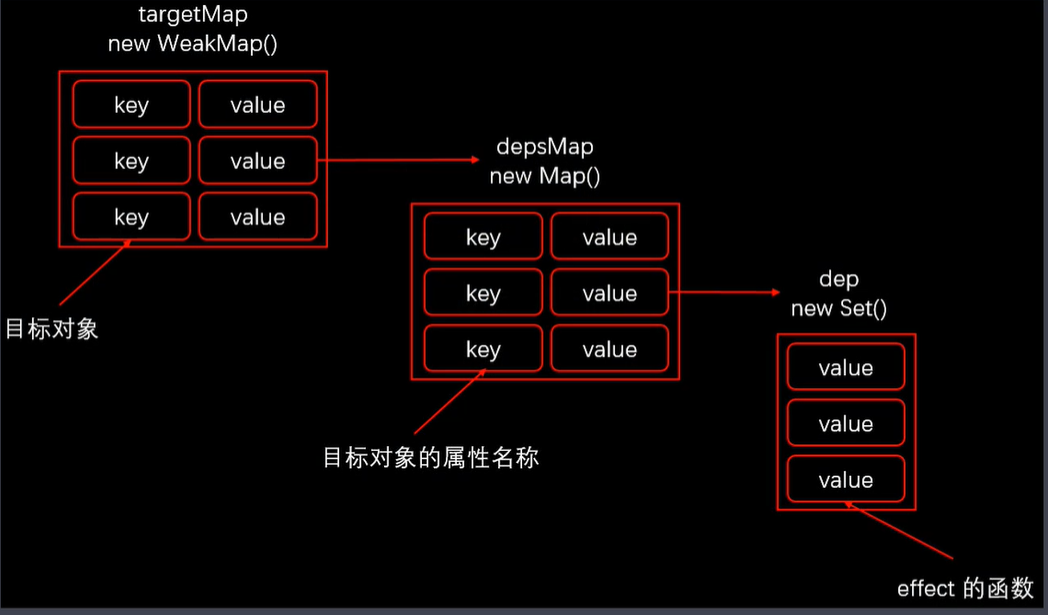 targetMap
new WeakMap()
key value
key value
key value
目标对象
depsMap
new Map()
key value
key value
key value
目标对象的属性名称
dep
new Set()
value
value
value
effect 的函数